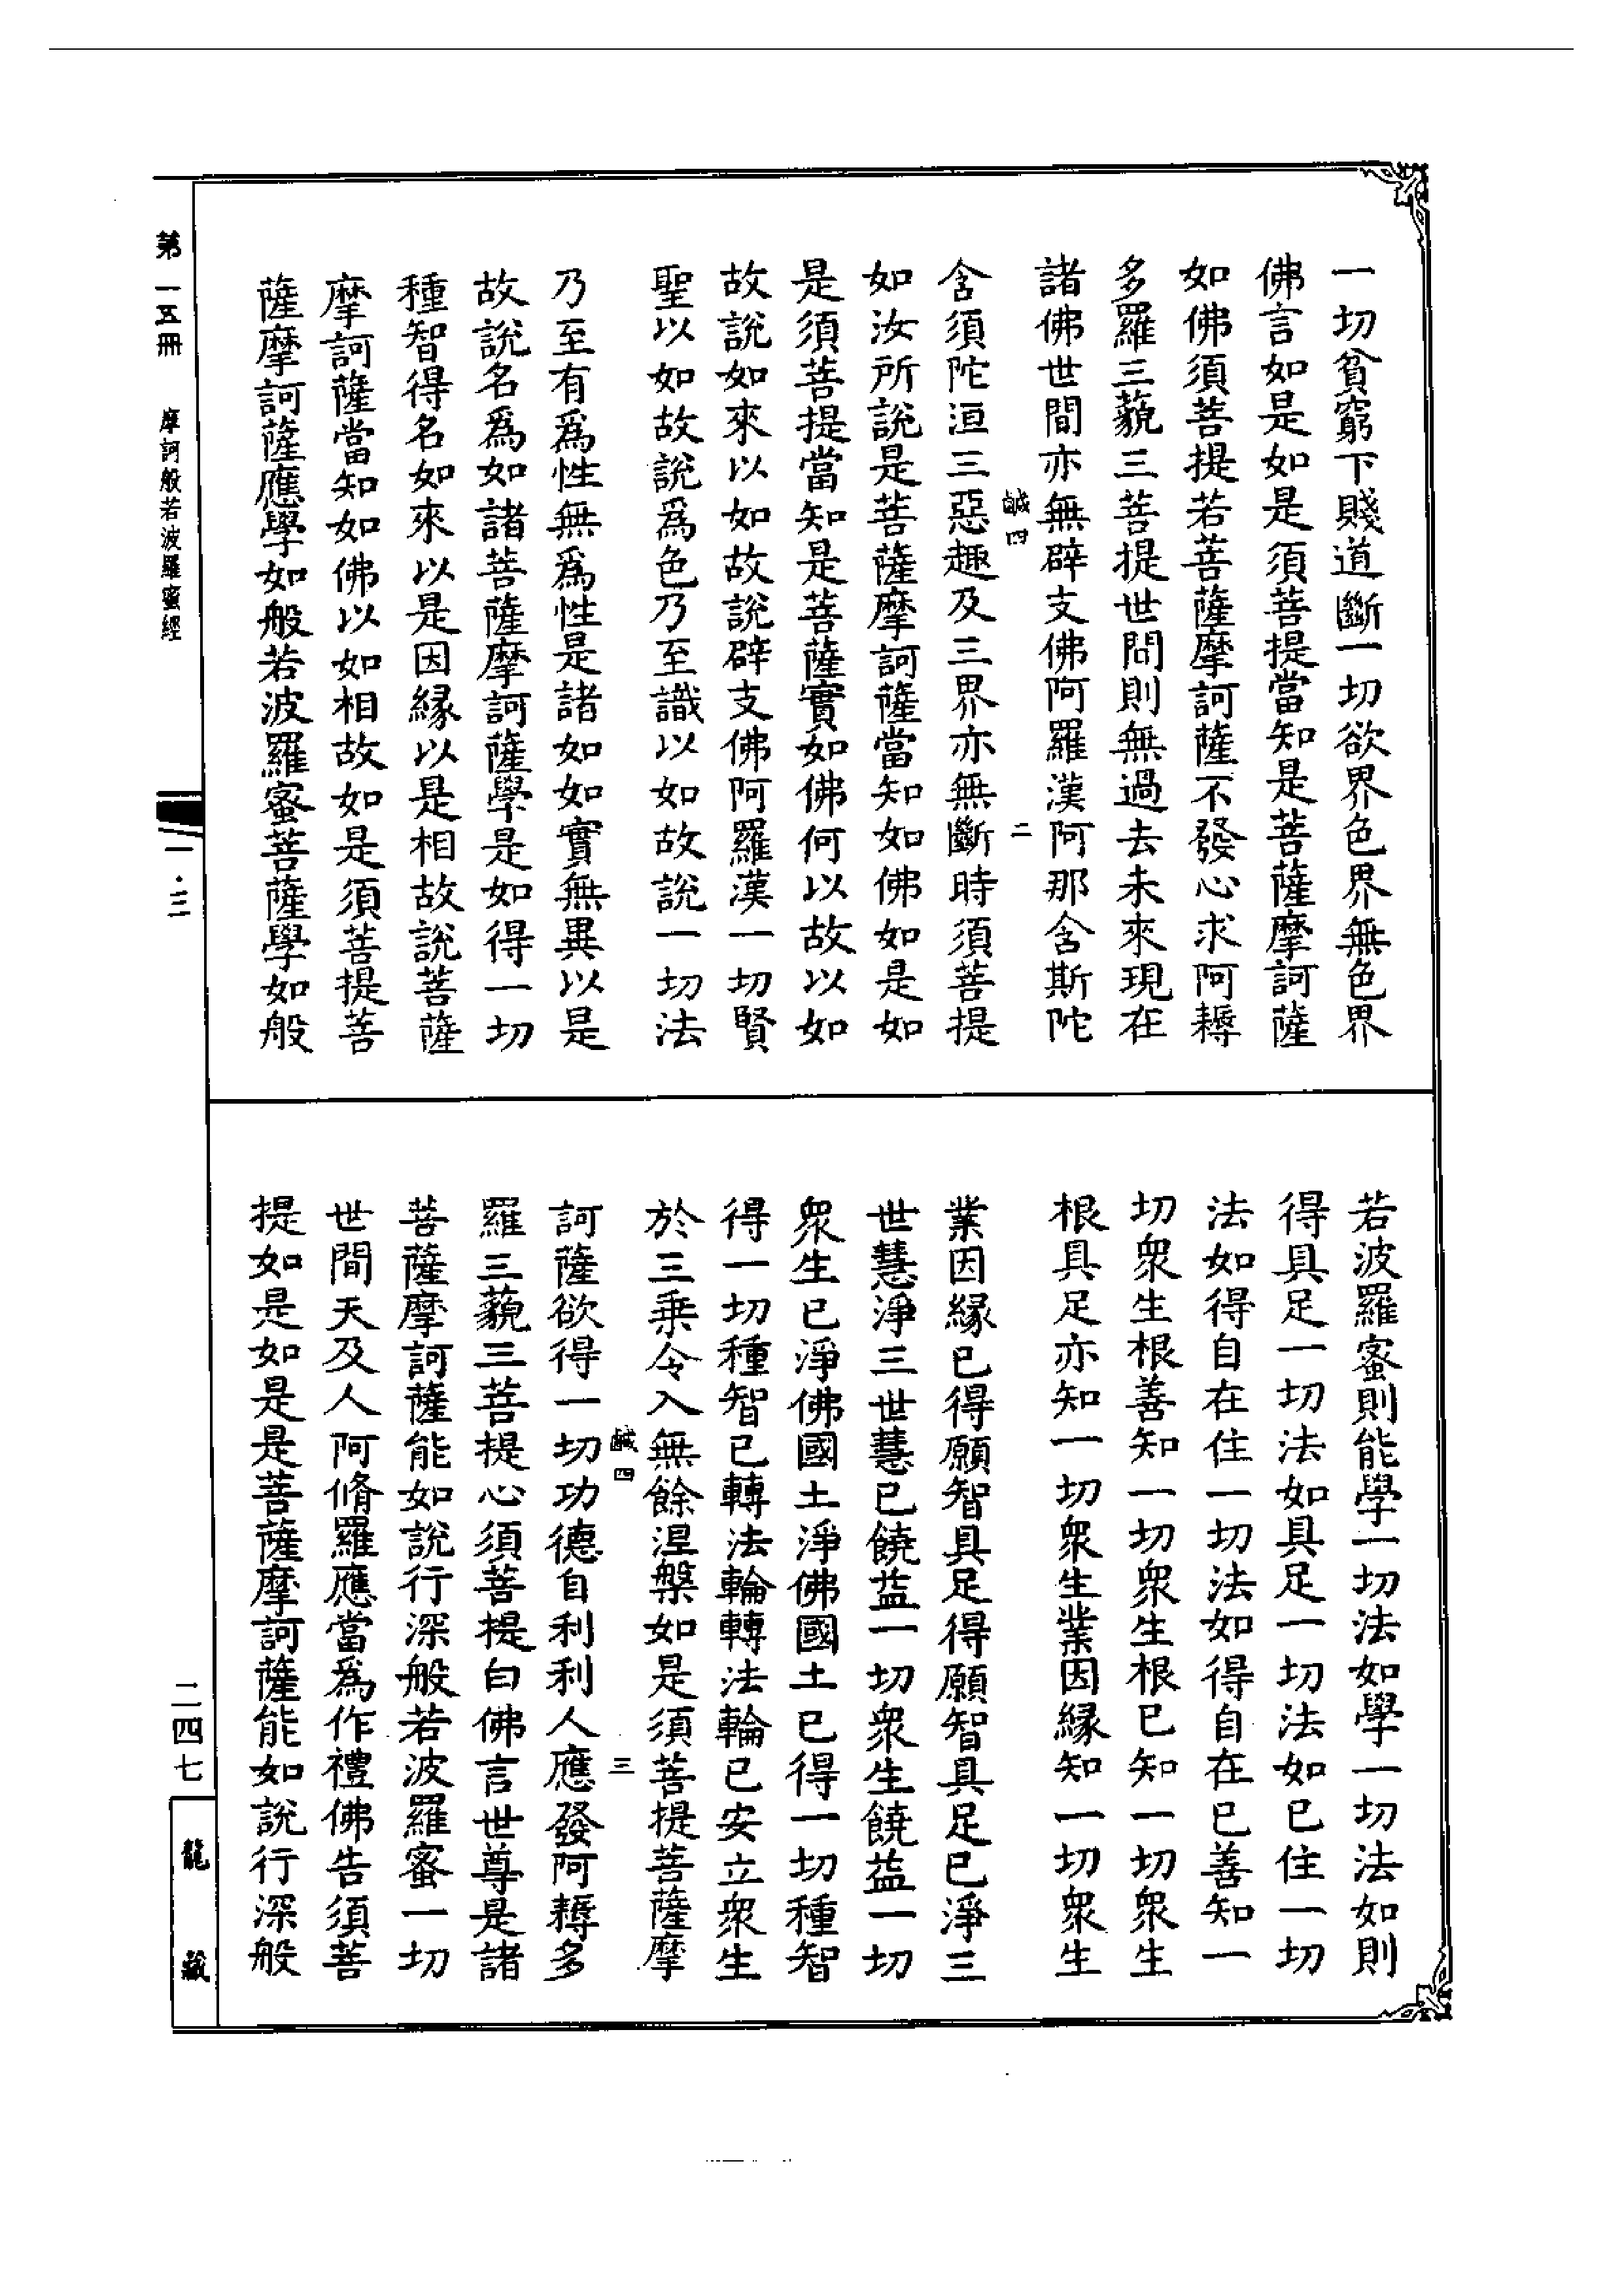 一切貧窮下賤道斷一切欲界色界無色界
佛言如是如是須菩提當知是菩薩摩訶薩
如佛須菩提若菩薩摩訶薩不發心求阿耨
多羅三藐三菩提世間則無過去未來現在
諸佛世間亦無辟支佛阿羅漢阿那含斯陀
鹹四
二
含須陀洹三惡趣及三界亦無斷時須菩提
如汝所說是菩薩摩訶薩當知如佛如是如
是須菩提當知是菩薩實如佛何以故以如
故說如來以如故說辟支佛阿羅漢一切賢
聖以如故說爲色乃至識以如故說一切法
乃至有爲性無爲性是諸如如實無異以是
故說名爲如諸菩薩摩訶薩學是如得一切
種智得名如來以是因緣以是相故說菩薩
摩訶薩當知如佛以如相故如是須菩提菩
薩摩訶薩應學如般若波羅蜜菩薩學如般
若波羅蜜則能學一切法如學一切法如則
得具足一切法如具足一切法如已住一切
法如得自在住一切法如得自在已善知一
切衆生根善知一切衆生根已知一切衆生
根具足亦知一切衆生業因緣知一切衆生
業因緣已得願智具足得願智具足已淨三
世慧淨三世慧已饒益一切衆生饒益一切
衆生已淨佛國土淨佛國土已得一切種智
得一切種智已轉法輪轉法輪已安立衆生
於三乘令入無餘涅槃如是須菩提菩薩摩
鹹四
三
訶薩欲得一切功德自利利人應發阿耨多
羅三藐三菩提心須菩提白佛言世尊是諸
菩薩摩訶薩能如說行深般若波羅蜜一切
世間天及人阿脩羅應當爲作禮佛告須菩
提如是如是是菩薩摩訶薩能如說行深般
第一五冊
摩訶般若波羅蜜經
二四七
龍藏